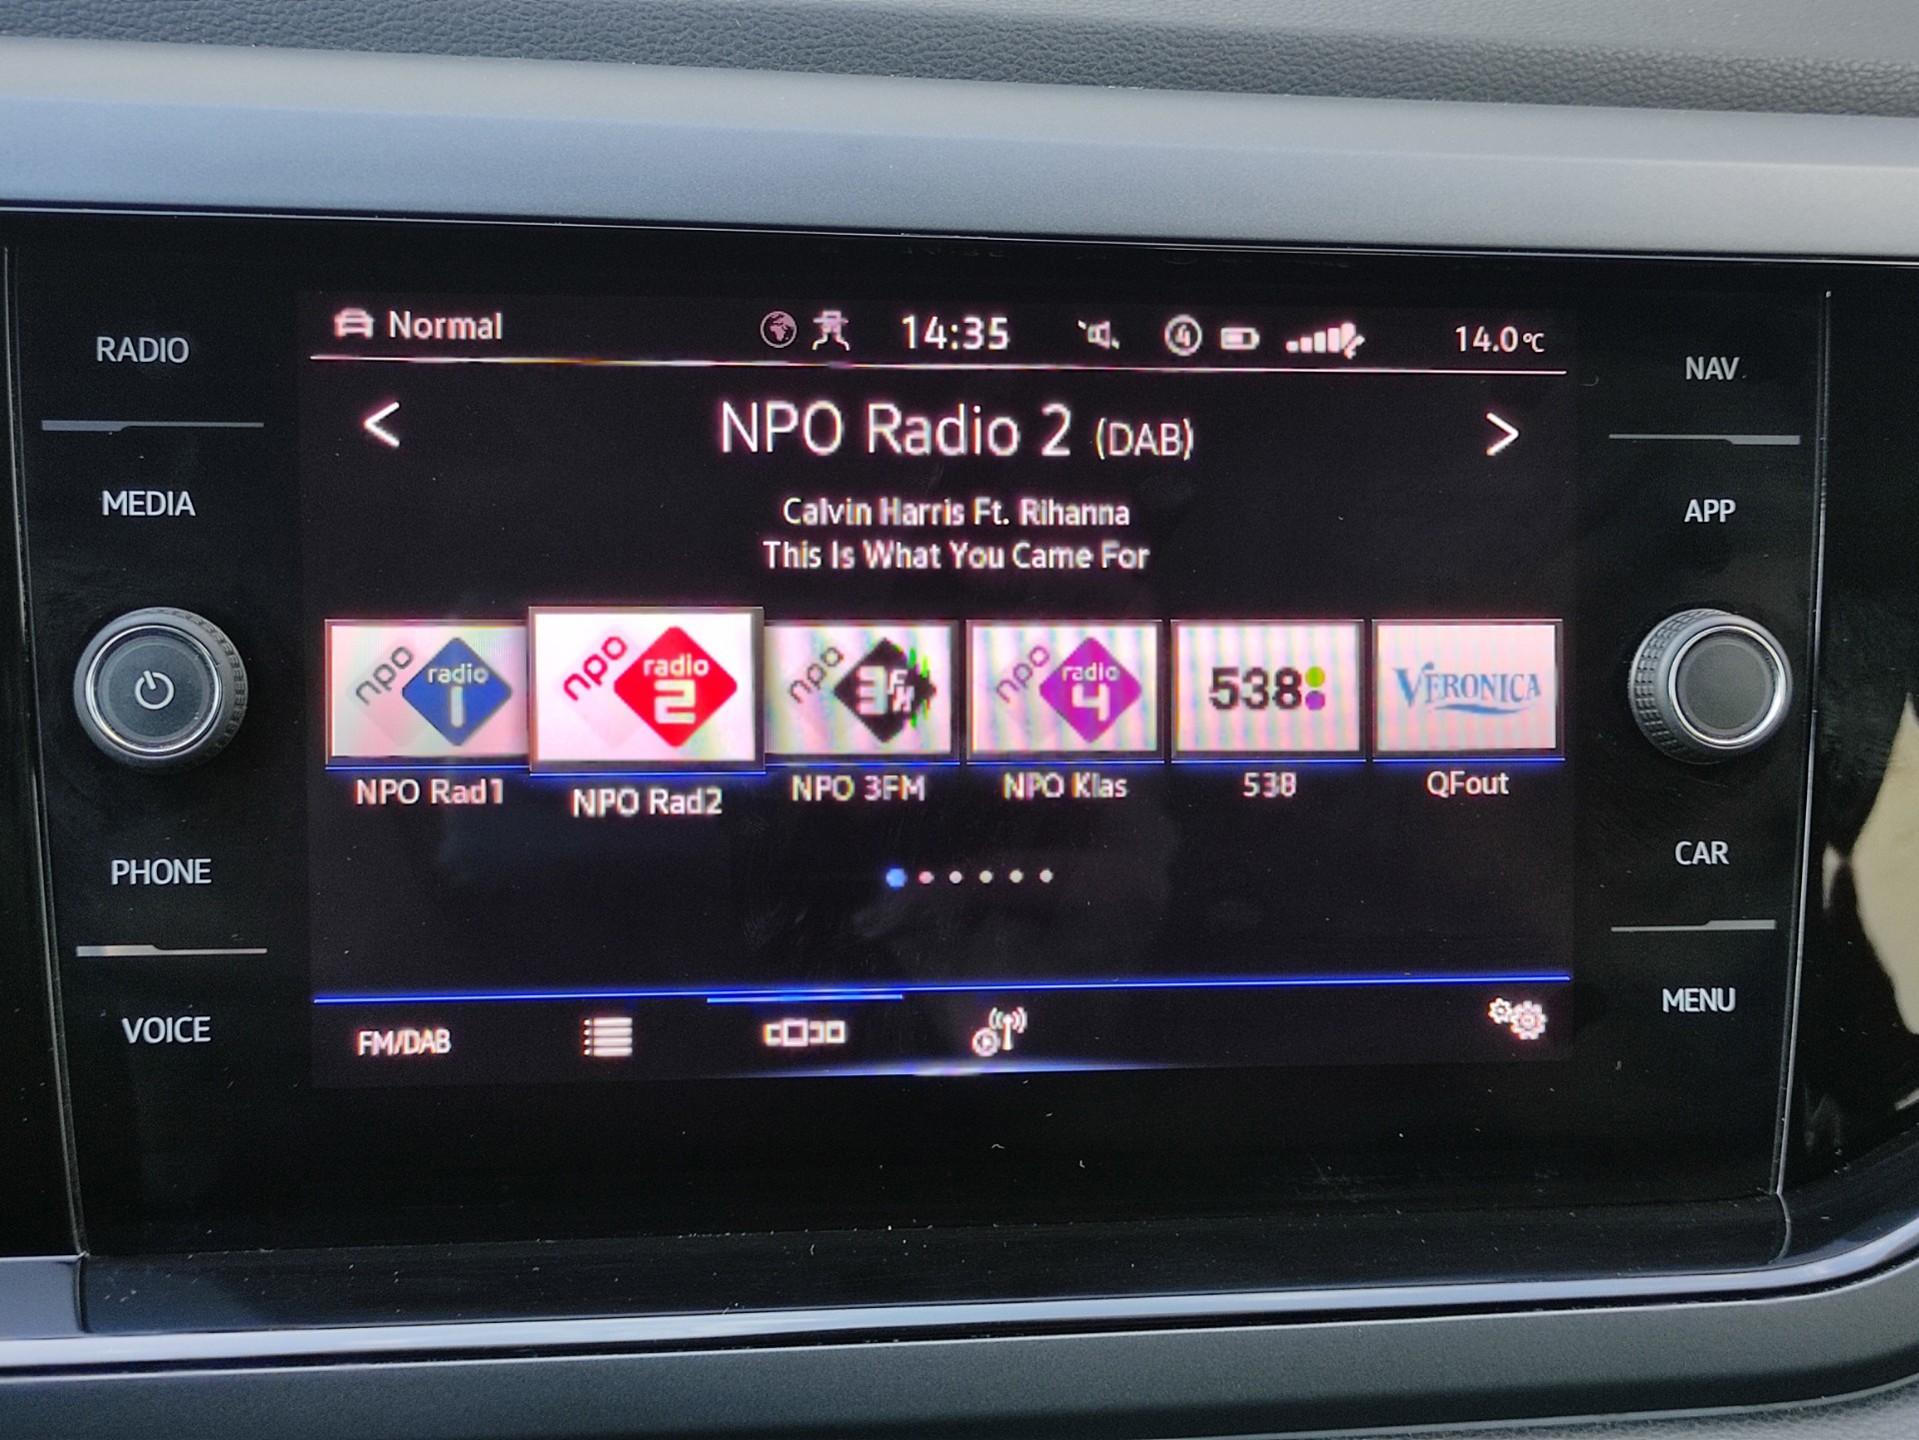 RADIO
MEDIA
PHONE
VOICE
Normal
14:35
4
14.0°C
< NPO Radio 2 (DAB) >
Calvin Harris Ft. Rihanna
This Is What You Came For
npo radio 1
npo radio 2
npo 3FM
npo radio 4
538
VERONICA
NPO Rad1
NPO Rad2
NPO 3FM
NPO Klas
538
QFout
FM/DAB
NAV
APP
CAR
MENU